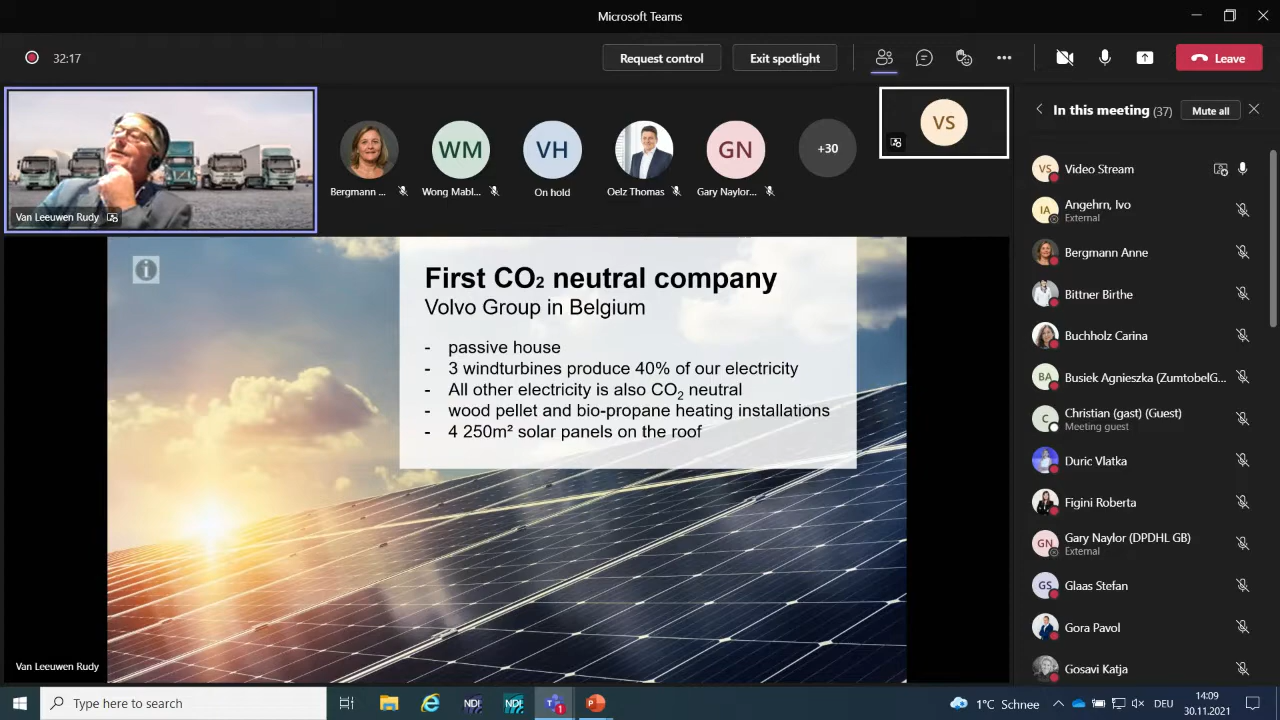 Microsoft Teams
32:17
Request control
Exit spotlight
Leave
Van Leeuwen Rudy
Bergmann ...
WM
Wong Mabl...
VH
On hold
Oelz Thomas
GN
Gary Naylor...
+30
VS
In this meeting (37)
Mute all
VS Video Stream
IA Angehrn, Ivo
External
Bergmann Anne
Bittner Birthe
Buchholz Carina
BA Busiek Agnieszka (ZumtobelG...
C Christian (gast) (Guest)
Meeting guest
Duric Vlatka
Figini Roberta
GN Gary Naylor (DPDHL GB)
External
GS Glaas Stefan
Gora Pavol
Gosavi Katja
First CO₂ neutral company
Volvo Group in Belgium
- passive house
- 3 windturbines produce 40% of our electricity
- All other electricity is also CO₂ neutral
- wood pellet and bio-propane heating installations
- 4 250m² solar panels on the roof
Van Leeuwen Rudy
Type here to search
NDF
NDF
1
1°C Schnee
DEU
14:09
30.11.2021